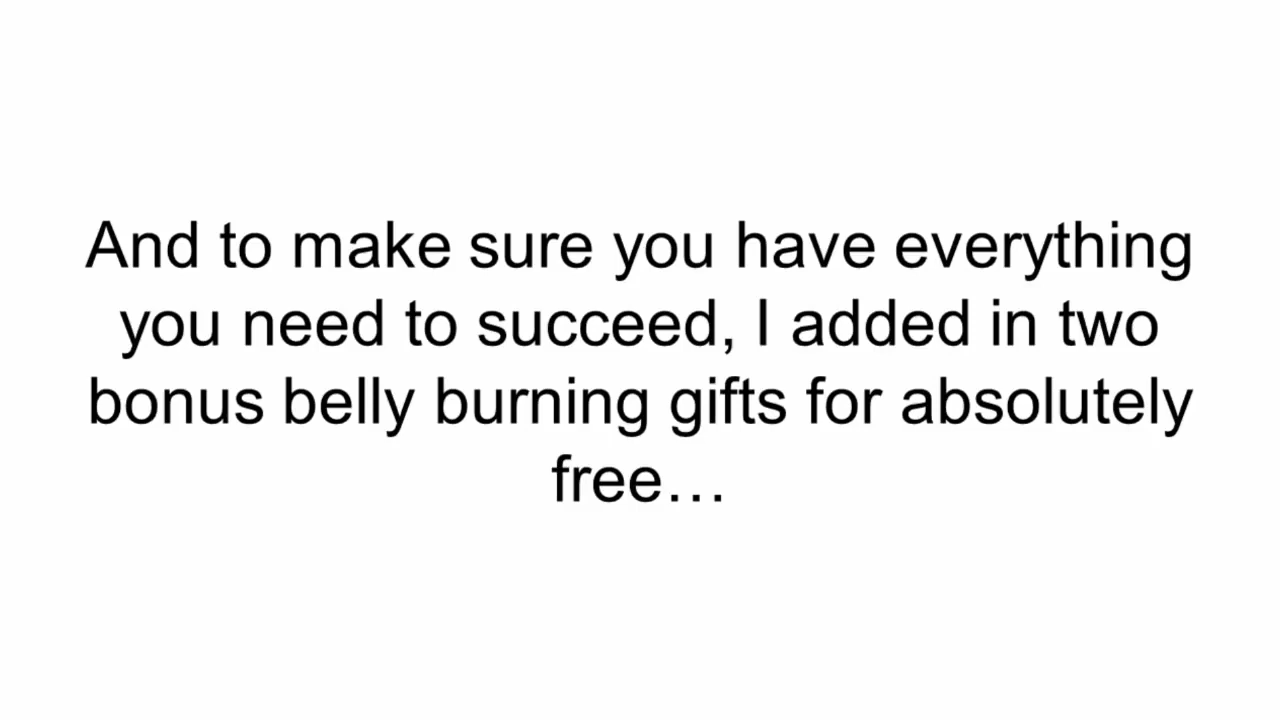 And to make sure you have everything
you need to succeed, I added in two
bonus belly burning gifts for absolutely
free…